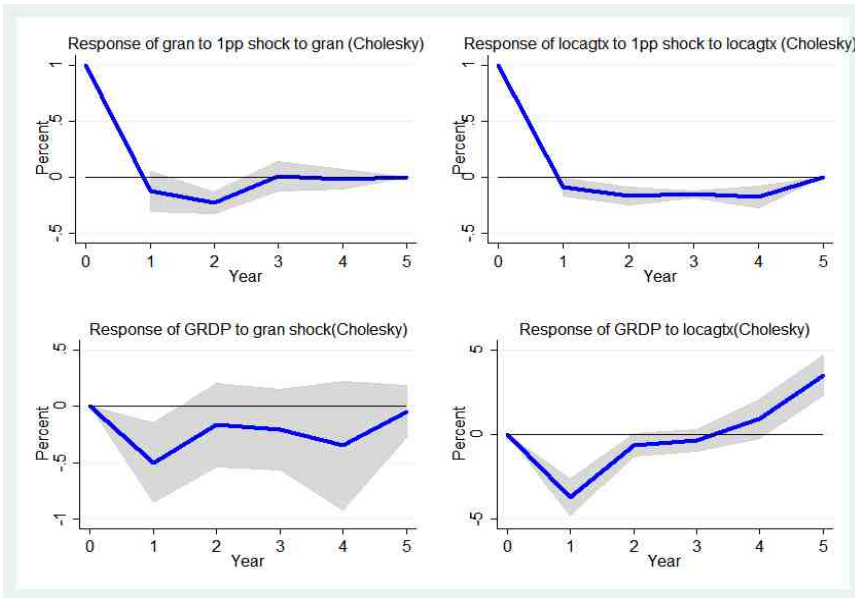 Response of gran to 1pp shock to gran (Cholesky)
Percent
1
.5
0
-.5
0 1 2 3 4 5
Year
Response of locagtx to 1pp shock to locagtx (Cholesky)
Percent
1
.5
0
-.5
0 1 2 3 4 5
Year
Response of GRDP to gran shock(Cholesky)
Percent
.5
0
-.5
-1
0 1 2 3 4 5
Year
Response of GRDP to locagtx(Cholesky)
Percent
5
0
-5
0 1 2 3 4 5
Year